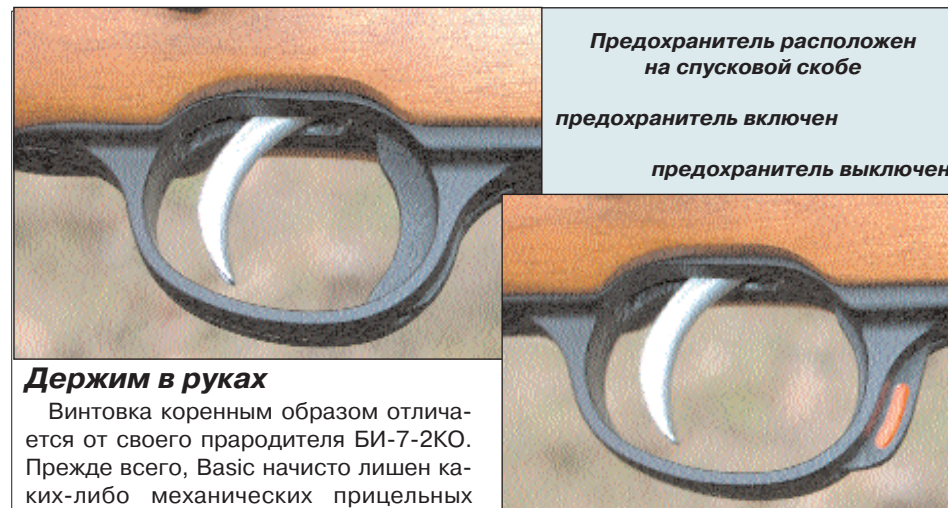 Предохранитель расположен
на спусковой скобе
предохранитель включен
предохранитель выключен
Держим в руках
Винтовка коренным образом отлича-
ется от своего прародителя БИ-7-2КО.
Прежде всего, Basic начисто лишен ка-
ких-либо механических прицельных